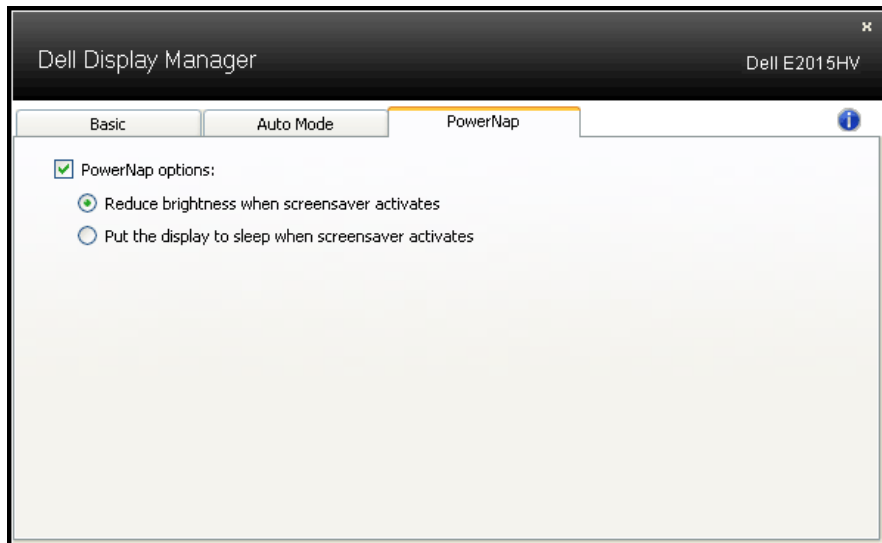 Dell Display Manager
Dell E2015HV
Basic
Auto Mode
PowerNap
PowerNap options:
Reduce brightness when screensaver activates
Put the display to sleep when screensaver activates